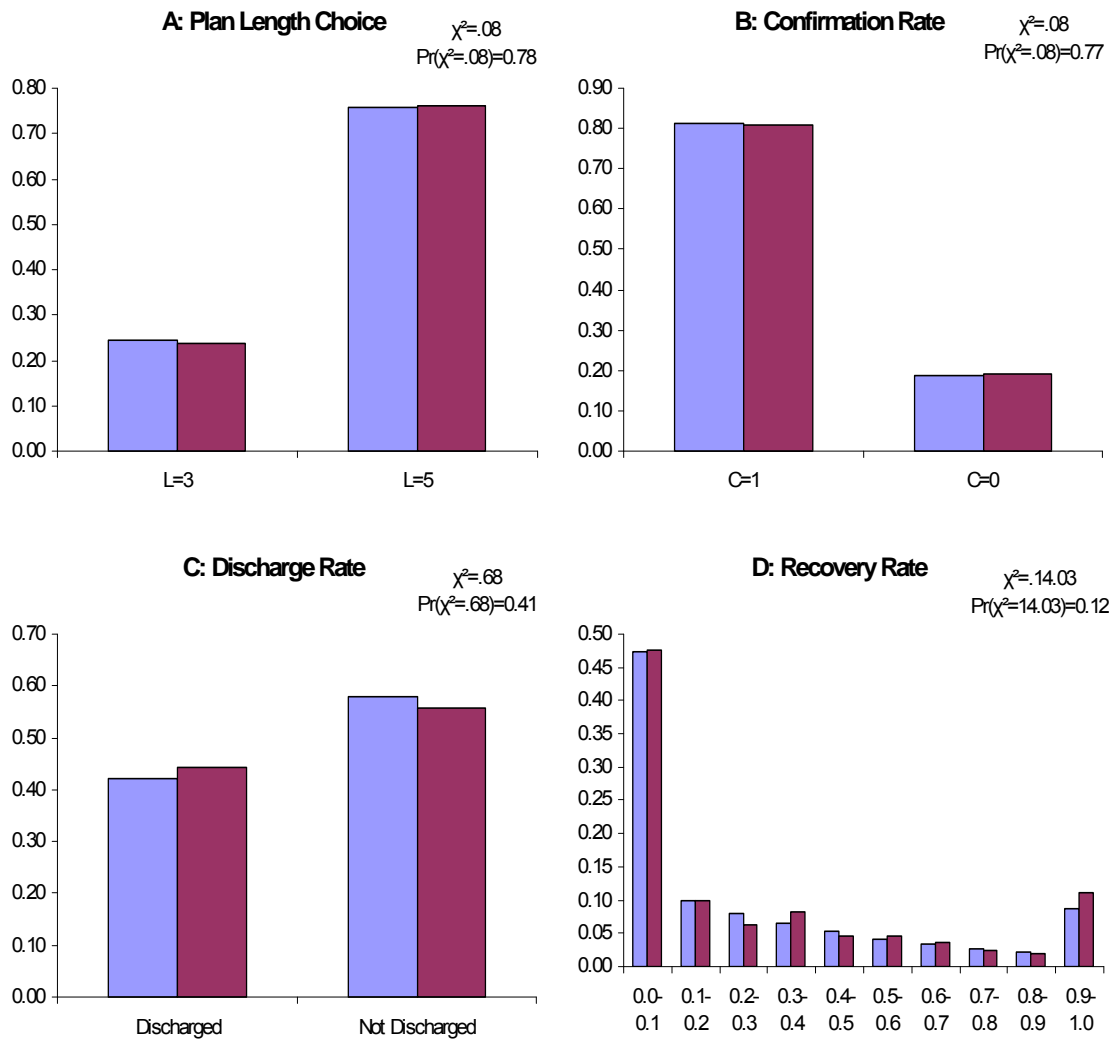 A: Plan Length Choice
χ²=.08
Pr(χ²=.08)=0.78
0.80
0.70
0.60
0.50
0.40
0.30
0.20
0.10
0.00
L=3 L=5
B: Confirmation Rate
χ²=.08
Pr(χ²=.08)=0.77
0.90
0.80
0.70
0.60
0.50
0.40
0.30
0.20
0.10
0.00
C=1 C=0
C: Discharge Rate
χ²=.68
Pr(χ²=.68)=0.41
0.70
0.60
0.50
0.40
0.30
0.20
0.10
0.00
Discharged Not Discharged
D: Recovery Rate
χ²=.14.03
Pr(χ²=14.03)=0.12
0.50
0.45
0.40
0.35
0.30
0.25
0.20
0.15
0.10
0.05
0.00
0.0- 0.1- 0.2- 0.3- 0.4- 0.5- 0.6- 0.7- 0.8- 0.9-
0.1 0.2 0.3 0.4 0.5 0.6 0.7 0.8 0.9 1.0